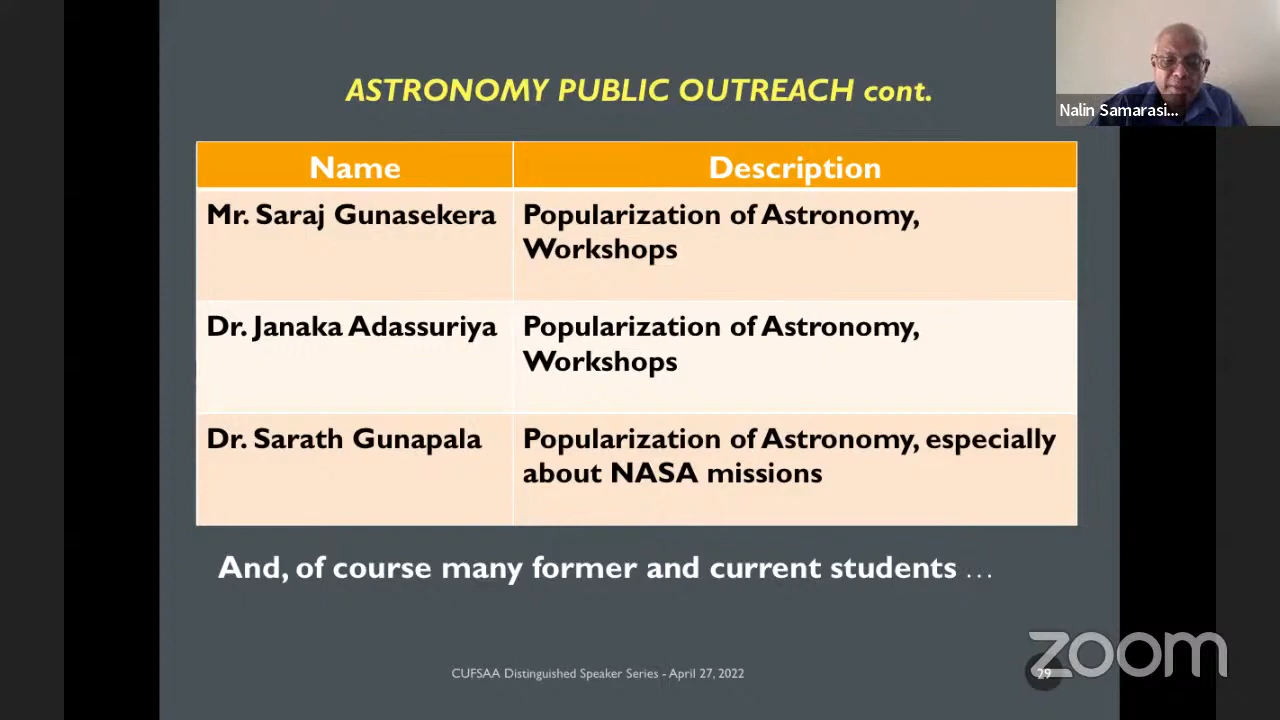 ASTRONOMY PUBLIC OUTREACH cont.
Nalin Samarasi...
Name
Description
Mr. Saraj Gunasekera
Popularization of Astronomy,
Workshops
Dr. Janaka Adassuriya
Popularization of Astronomy,
Workshops
Dr. Sarath Gunapala
Popularization of Astronomy, especially
about NASA missions
And, of course many former and current students …
CUFSAA Distinguished Speaker Series - April 27, 2022
29
zoom